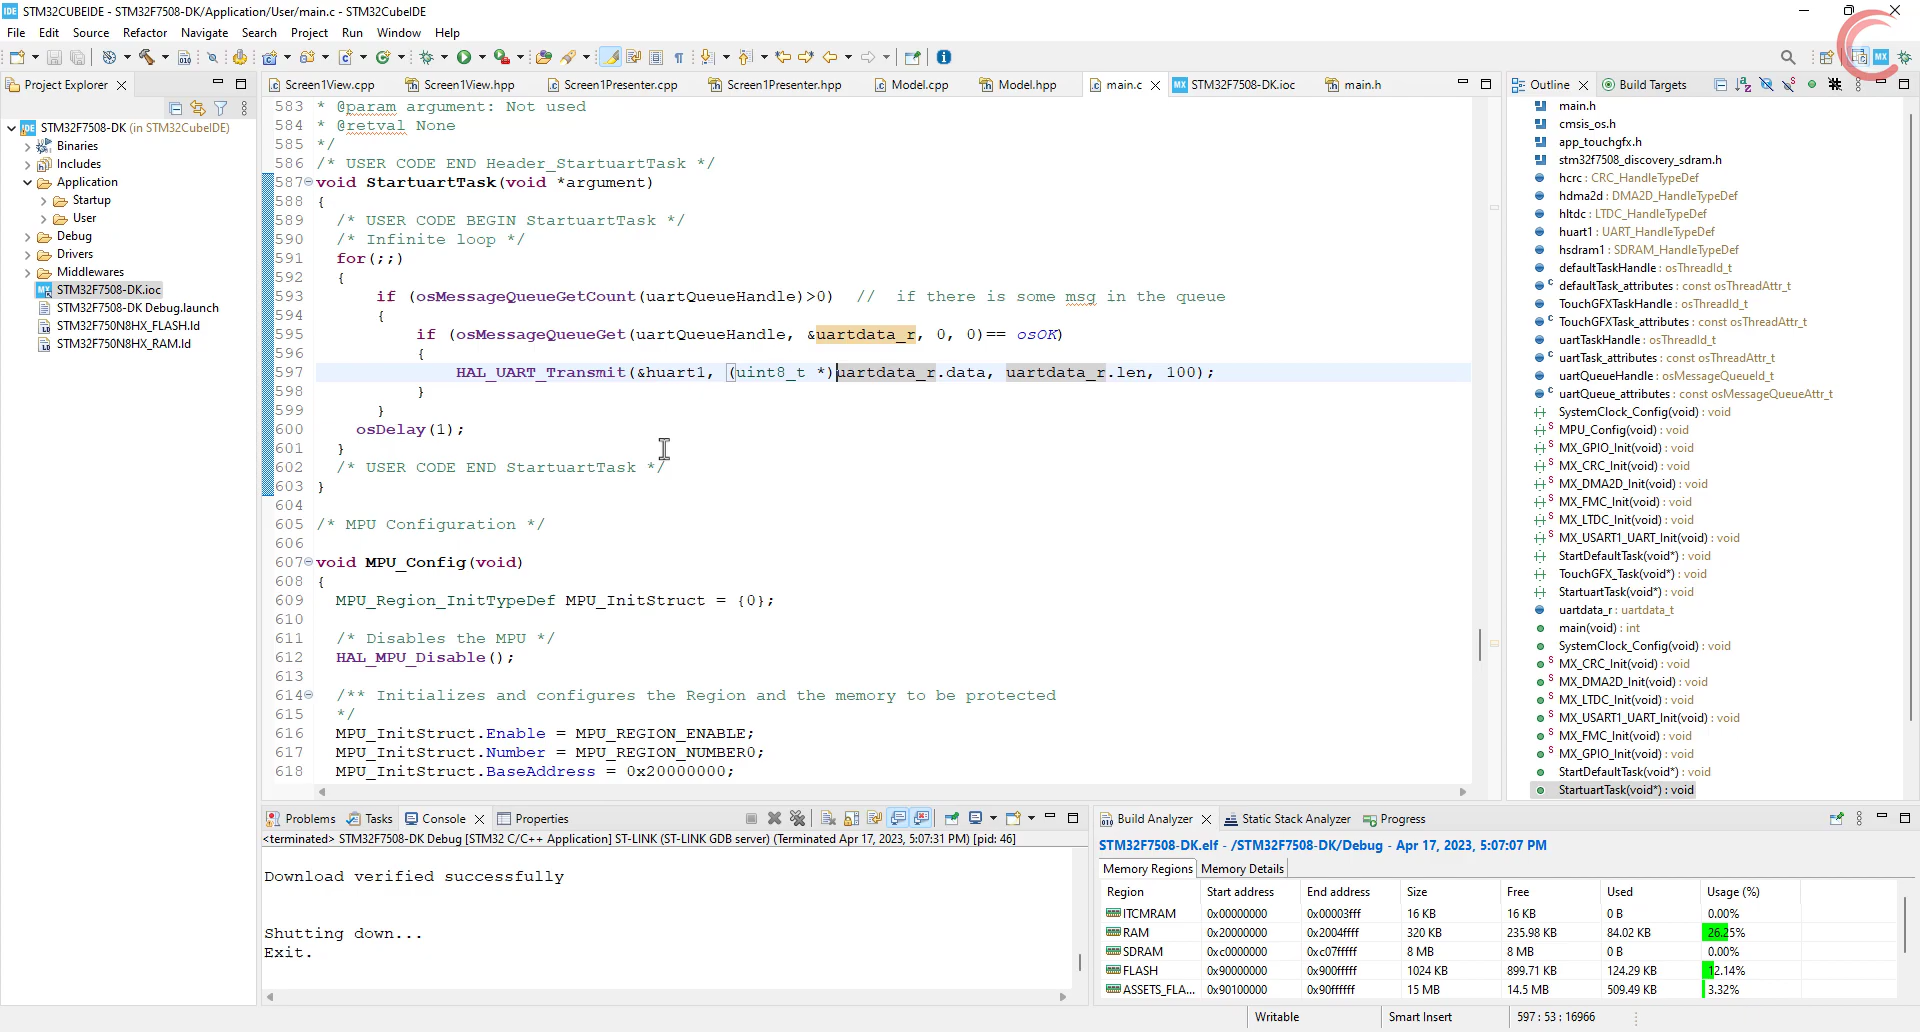 STM32CUBEIDE - STM32F7508-DK/Application/User/main.c - STM32CubeIDE
File Edit Source Refactor Navigate Search Project Run Window Help
Project Explorer
STM32F7508-DK (in STM32CubeIDE)
Binaries
Includes
Application
Startup
User
Debug
Drivers
Middlewares
STM32F7508-DK.ioc
STM32F7508-DK Debug.launch
STM32F750N8HX_FLASH.ld
STM32F750N8HX_RAM.ld
Screen1View.cpp Screen1View.hpp Screen1Presenter.cpp Screen1Presenter.hpp Model.cpp Model.hpp main.c STM32F7508-DK.ioc main.h
583 * @param argument: Not used
584 * @retval None
585 */
586 /* USER CODE END Header_StartuartTask */
587 void StartuartTask(void *argument)
588 {
589 /* USER CODE BEGIN StartuartTask */
590 /* Infinite loop */
591 for(;;)
592 {
593 if (osMessageQueueGetCount(uartQueueHandle)>0) // if there is some msg in the queue
594 {
595 if (osMessageQueueGet(uartQueueHandle, &uartdata_r, 0, 0)== osOK)
596 {
597 HAL_UART_Transmit(&huart1, (uint8_t *)uartdata_r.data, uartdata_r.len, 100);
598 }
599 }
600 osDelay(1);
601 }
602 /* USER CODE END StartuartTask */
603 }
604
605 /* MPU Configuration */
606
607 void MPU_Config(void)
608 {
609 MPU_Region_InitTypeDef MPU_InitStruct = {0};
610
611 /* Disables the MPU */
612 HAL_MPU_Disable();
613
614 /** Initializes and configures the Region and the memory to be protected
615 */
616 MPU_InitStruct.Enable = MPU_REGION_ENABLE;
617 MPU_InitStruct.Number = MPU_REGION_NUMBER0;
618 MPU_InitStruct.BaseAddress = 0x20000000;
Outline Build Targets
main.h
cmsis_os.h
app_touchgfx.h
stm32f7508_discovery_sdram.h
hcrc : CRC_HandleTypeDef
hdma2d : DMA2D_HandleTypeDef
hltdc : LTDC_HandleTypeDef
huart1 : UART_HandleTypeDef
hsdram1 : SDRAM_HandleTypeDef
defaultTaskHandle : osThreadId_t
defaultTask_attributes : const osThreadAttr_t
TouchGFXTaskHandle : osThreadId_t
TouchGFXTask_attributes : const osThreadAttr_t
uartTaskHandle : osThreadId_t
uartTask_attributes : const osThreadAttr_t
uartQueueHandle : osMessageQueueId_t
uartQueue_attributes : const osMessageQueueAttr_t
SystemClock_Config(void) : void
MPU_Config(void) : void
MX_GPIO_Init(void) : void
MX_CRC_Init(void) : void
MX_DMA2D_Init(void) : void
MX_FMC_Init(void) : void
MX_LTDC_Init(void) : void
MX_USART1_UART_Init(void) : void
StartDefaultTask(void*) : void
TouchGFX_Task(void*) : void
StartuartTask(void*) : void
uartdata_r : uartdata_t
main(void) : int
SystemClock_Config(void) : void
MX_CRC_Init(void) : void
MX_DMA2D_Init(void) : void
MX_LTDC_Init(void) : void
MX_USART1_UART_Init(void) : void
MX_FMC_Init(void) : void
MX_GPIO_Init(void) : void
StartDefaultTask(void*) : void
StartuartTask(void*) : void
Problems Tasks Console Properties
<terminated> STM32F7508-DK Debug [STM32 C/C++ Application] ST-LINK (ST-LINK GDB server) (Terminated Apr 17, 2023, 5:07:31 PM) [pid: 46]
Download verified successfully
Shutting down...
Exit.
Build Analyzer Static Stack Analyzer Progress
STM32F7508-DK.elf - /STM32F7508-DK/Debug - Apr 17, 2023, 5:07:07 PM
Memory Regions Memory Details
Region Start address End address Size Free Used Usage (%)
ITCMRAM 0x00000000 0x00003fff 16 KB 16 KB 0 B 0.00%
RAM 0x20000000 0x2004ffff 320 KB 235.98 KB 84.02 KB 26.25%
SDRAM 0xc0000000 0xc07fffff 8 MB 8 MB 0 B 0.00%
FLASH 0x90000000 0x900fffff 1024 KB 899.71 KB 124.29 KB 12.14%
ASSETS_FLA... 0x90100000 0x90ffffff 15 MB 14.5 MB 509.49 KB 3.32%
Writable Smart Insert 597 : 53 : 16966